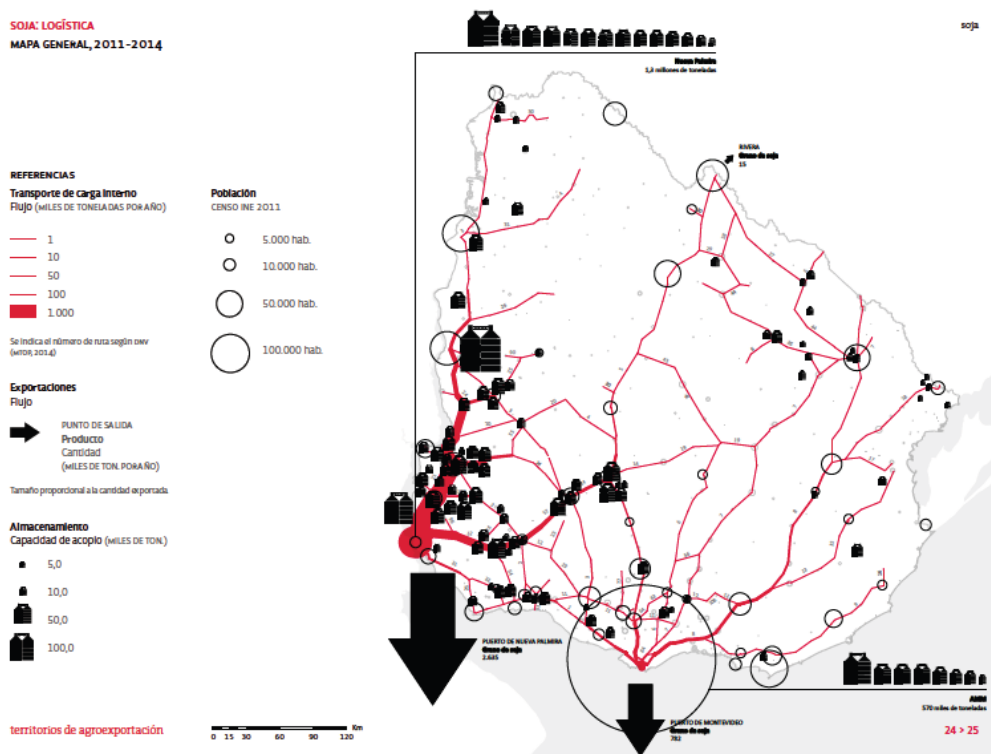 SOJA: LOGÍSTICA
MAPA GENERAL, 2011-2014
soja
Nueva Palmira
1,3 millones de toneladas
REFERENCIAS
Transporte de carga interno
Flujo (MILES DE TONELADAS POR AÑO)
1
10
50
100
1.000
Se indica el número de ruta según DNV
(MTOP, 2014)
Exportaciones
Flujo
PUNTO DE SALIDA
Producto
Cantidad
(MILES DE TON. POR AÑO)
Tamaño proporcional a la cantidad exportada.
Almacenamiento
Capacidad de acopio (MILES DE TON.)
5,0
10,0
50,0
100,0
Población
CENSO INE 2011
5.000 hab.
10.000 hab.
50.000 hab.
100.000 hab.
RIVERA
Grano de soja
15
PUERTO DE NUEVA PALMIRA
Grano de soja
2.635
PUERTO DE MONTEVIDEO
Grano de soja
782
AMM
570 miles de toneladas
territorios de agroexportación
0 15 30 60 90 120 Km
24 > 25